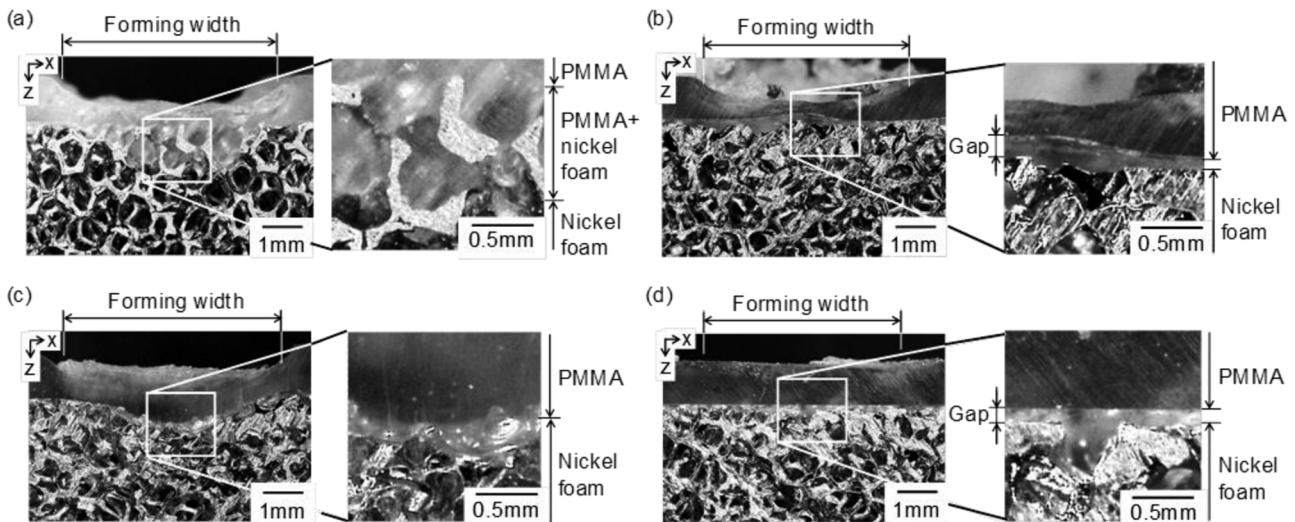 (a)
Forming width
X
Z
1mm
PMMA
PMMA+
nickel
foam
Nickel
foam
0.5mm
(b)
Forming width
X
Z
1mm
Gap
PMMA
Nickel
foam
0.5mm
(c)
Forming width
X
Z
1mm
PMMA
Nickel
foam
0.5mm
(d)
Forming width
X
Z
1mm
Gap
PMMA
Nickel
foam
0.5mm